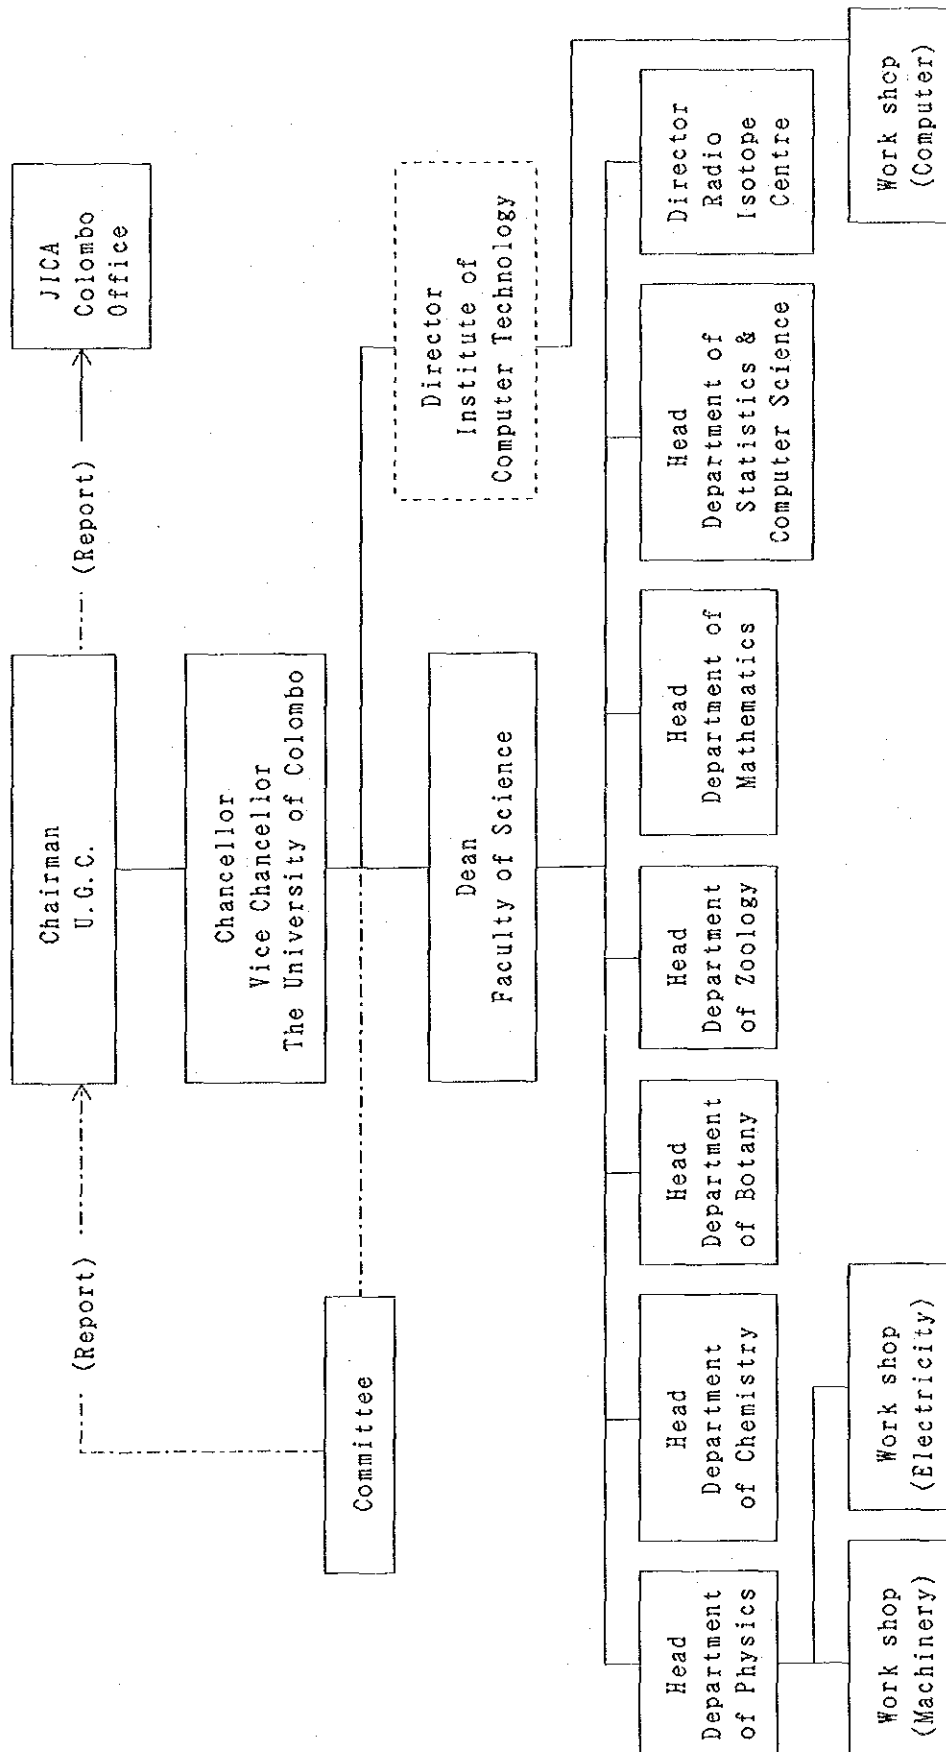 (Report)
Chairman
U.G.C.
(Report)
JICA
Colombo
Office
Chancellor
Vice Chancellor
The University of Colombo
Committee
Dean
Faculty of Science
Director
Institute of
Computer Technology
Head
Department
of Physics
Head
Department
of Chemistry
Head
Department
of Botany
Head
Department
of Zoology
Head
Department of
Mathematics
Head
Department of
Statistics &
Computer Science
Director
Radio
Isotope
Centre
Work shop
(Machinery)
Work shop
(Electricity)
Work shop
(Computer)